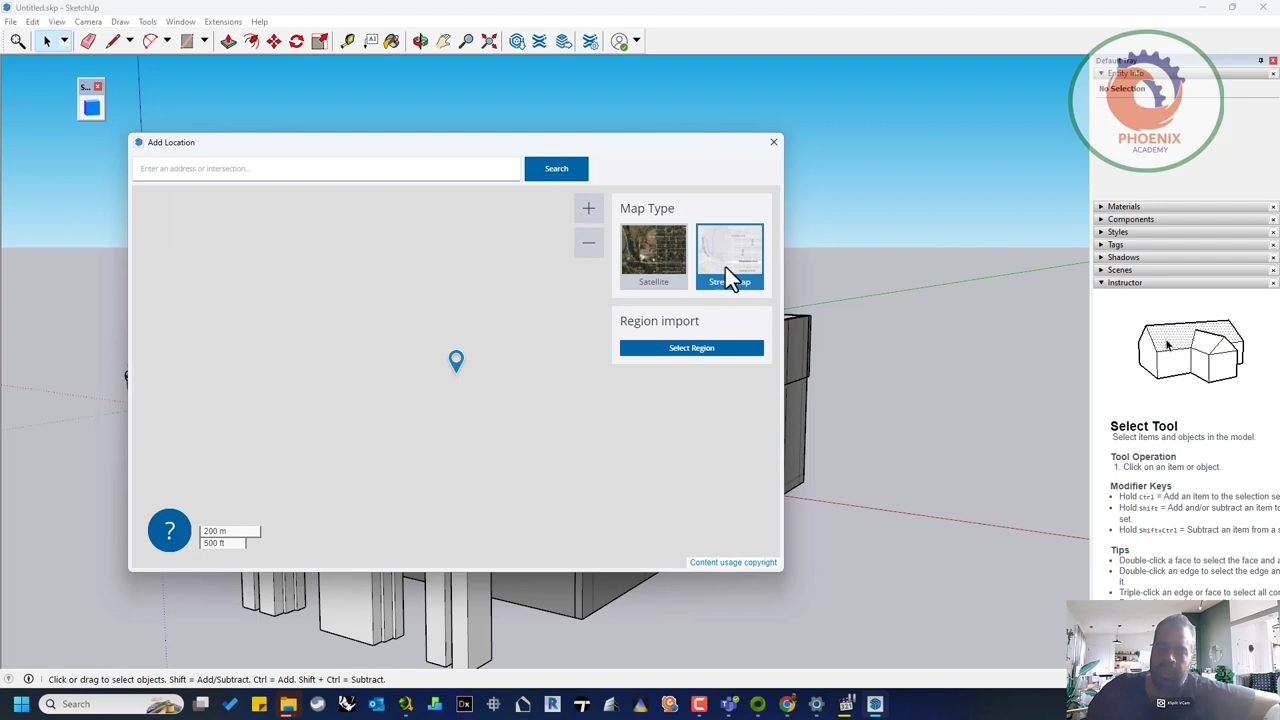 Untitled.skp - SketchUp
File Edit View Camera Draw Tools Window Extensions Help
Default Tray
Entity Info
No Selection
PHOENIX
ACADEMY
S...
Add Location
Enter an address or intersection...
Search
Map Type
Satellite
Region import
Select Region
200 m
500 ft
Content usage copyright
Materials
Components
Styles
Tags
Shadows
Scenes
Instructor
Select Tool
Select items and objects in the model.
Tool Operation
1. Click on an item or object.
Modifier Keys
• Hold Ctrl = Add an item to the selection se
• Hold Shift = Add and/or subtract an item to
set.
• Hold Shift+Ctrl = Subtract an item from a s
Tips
• Double-click a face to select the face and a
• Double-click an edge to select the edge an
it.
• Triple-click an edge or face to select all co
Click or drag to select objects. Shift = Add/Subtract. Ctrl = Add. Shift + Ctrl = Subtract.
Search
XSplit VCam